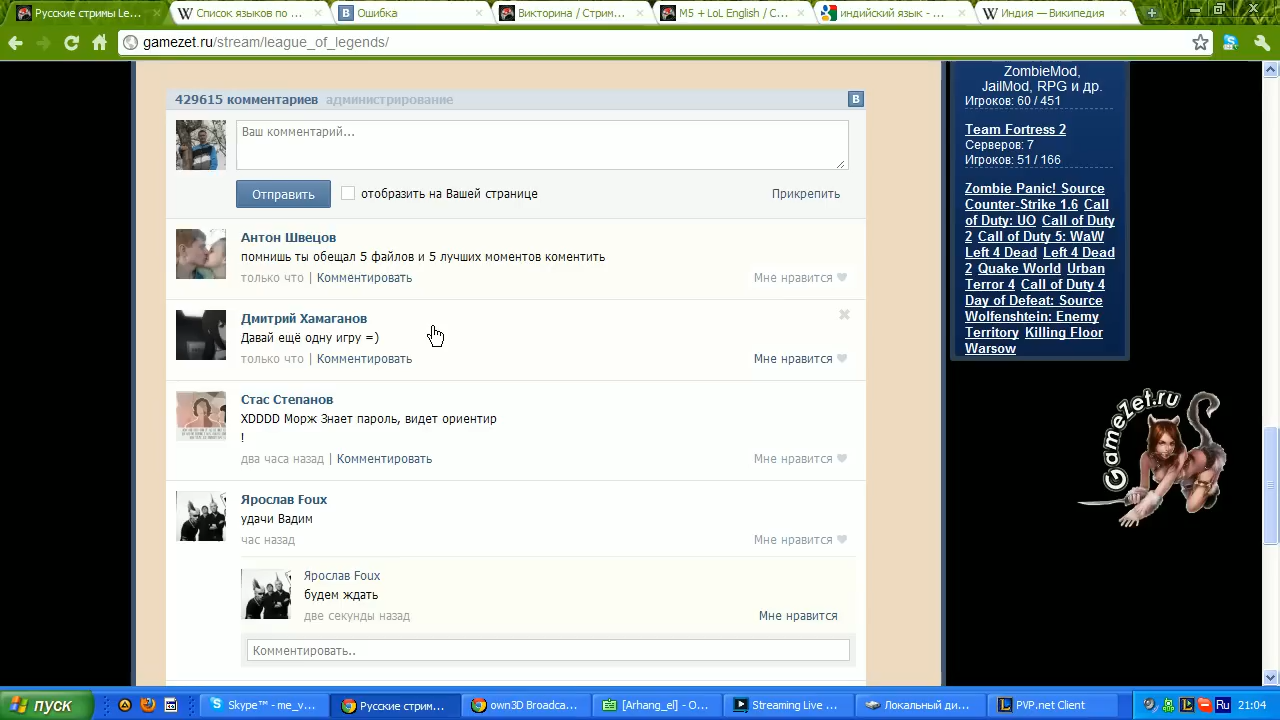 Русские стримы Le...
Список языков по ...
Ошибка
Викторина / Стрим...
M5 + LoL English / С...
индийский язык - ...
Индия — Википедия
gamezet.ru/stream/league_of_legends/
429615 комментариев администрирование
Ваш комментарий...
Отправить
отобразить на Вашей странице
Прикрепить
Антон Швецов
помнишь ты обещал 5 файлов и 5 лучших моментов коментить
только что | Комментировать
Мне нравится
Дмитрий Хамаганов
Давай ещё одну игру =)
только что | Комментировать
Мне нравится
Стас Степанов
XDDDD Морж Знает пароль, видет ориентир
!
два часа назад | Комментировать
Мне нравится
Ярослав Foux
удачи Вадим
час назад
Мне нравится
Ярослав Foux
будем ждать
две секунды назад
Мне нравится
Комментировать..
ZombieMod,
JailMod, RPG и др.
Игроков: 60 / 451
Team Fortress 2
Серверов: 7
Игроков: 51 / 166
Zombie Panic! Source
Counter-Strike 1.6 Call
of Duty: UO Call of Duty
2 Call of Duty 5: WaW
Left 4 Dead Left 4 Dead
2 Quake World Urban
Terror 4 Call of Duty 4
Day of Defeat: Source
Wolfenshtein: Enemy
Territory Killing Floor
Warsow
GameZet.ru
пуск
Skype™ - me_v...
Русские стрим...
own3D Broadca...
[Arhang_el] - О...
Streaming Live ...
Локальный ди...
PVP.net Client
Ru
21:04